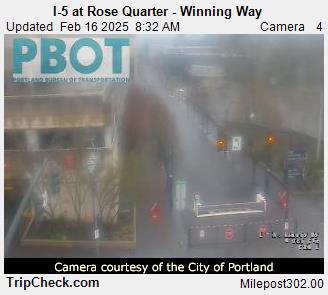 I-5 at Rose Quarter - Winning Way
Updated Feb 16 2025 8:32 AM Camera 4
PBOT
PORTLAND BUREAU OF TRANSPORTATION
Camera courtesy of the City of Portland
TripCheck.com Milepost302.00